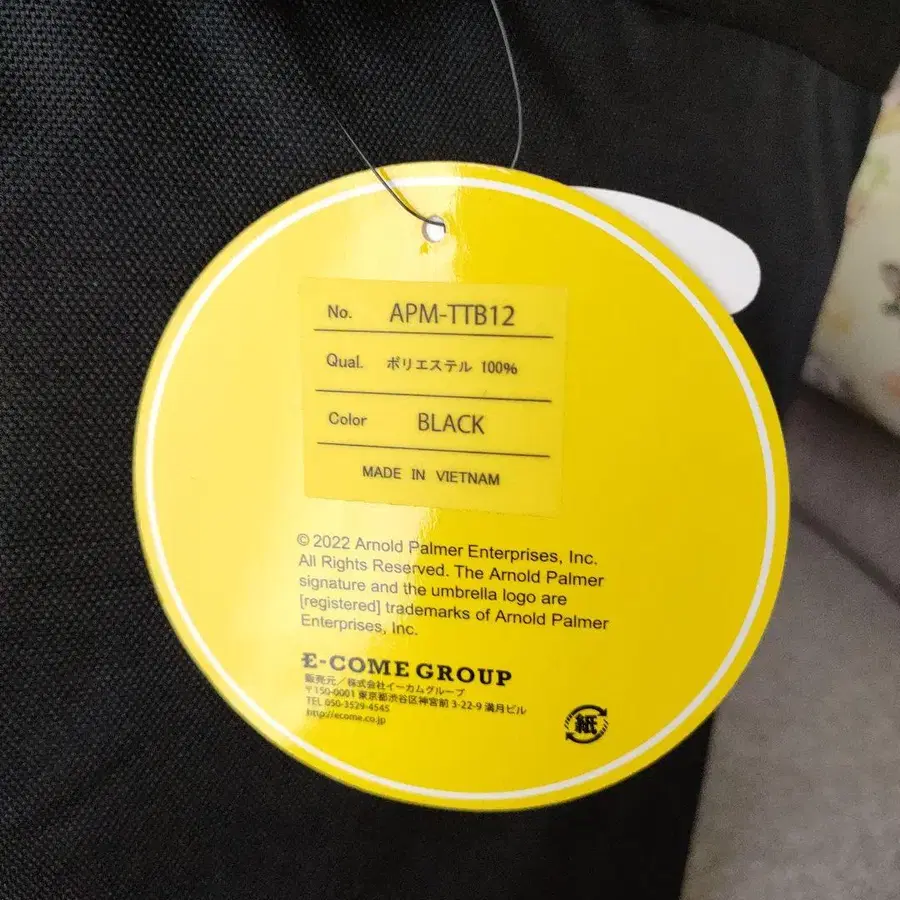 No. APM-TTB12
Qual. ポリエステル 100%
Color BLACK
MADE IN VIETNAM
© 2022 Arnold Palmer Enterprises, Inc.
All Rights Reserved. The Arnold Palmer
signature and the umbrella logo are
[registered] trademarks of Arnold Palmer
Enterprises, Inc.
E-COME GROUP
販売元／株式会社イーカムグループ
〒150-0001 東京都渋谷区神宮前 3-22-9 満月ビル
TEL 050-3529-4545
http://ecome.co.jp
紙